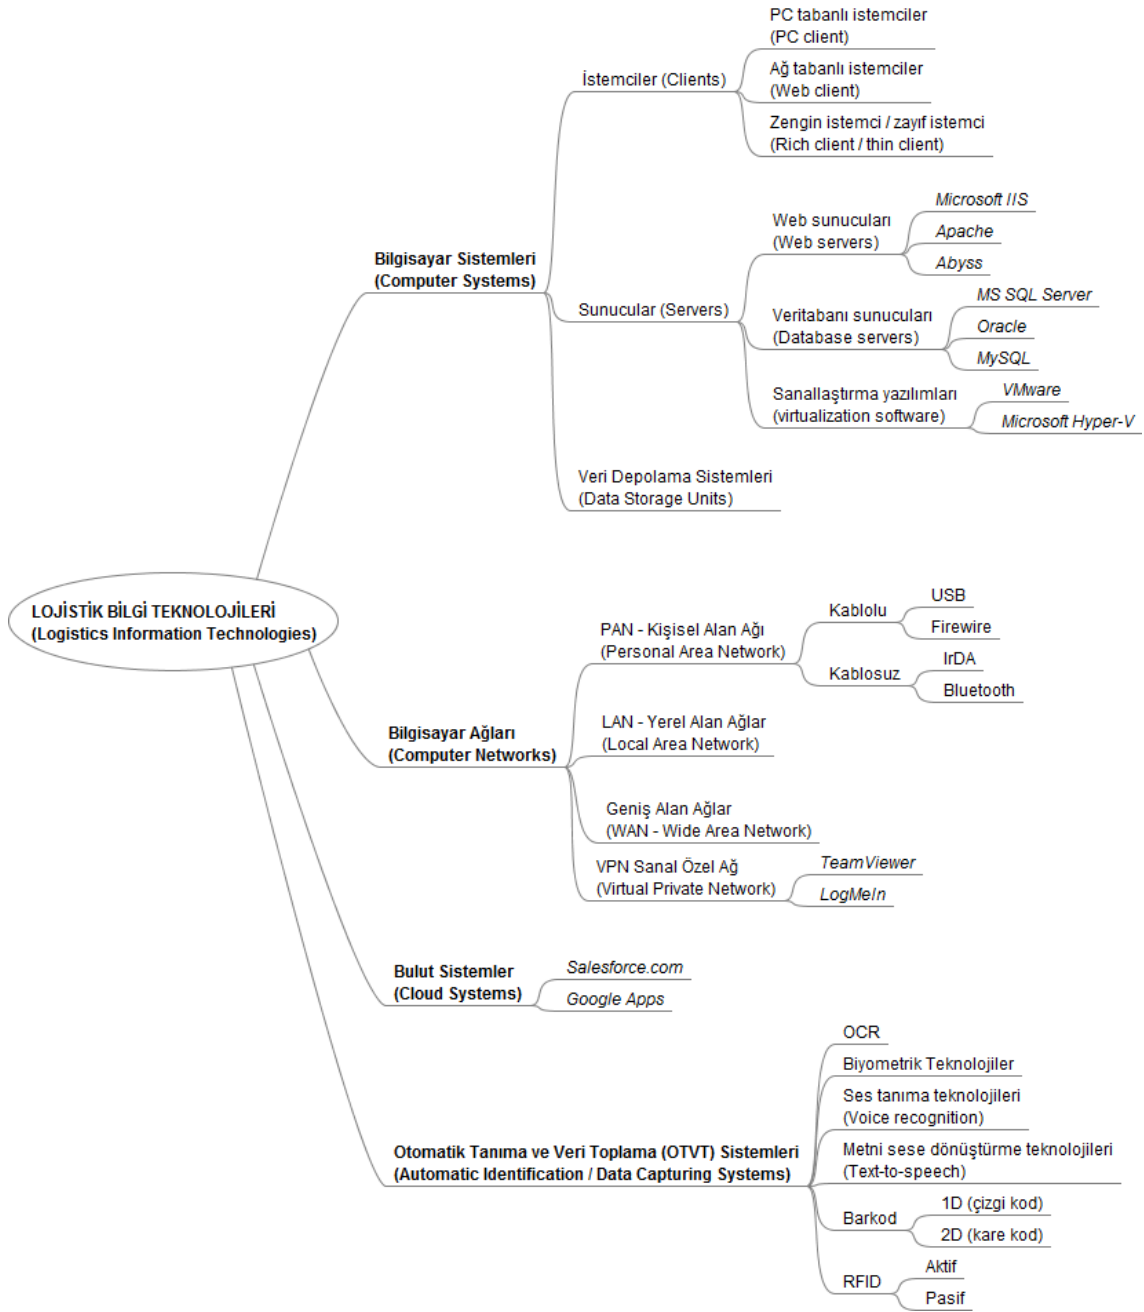 PC tabanlı istemciler
(PC client)
İstemciler (Clients)
Ağ tabanlı istemciler
(Web client)
Zengin istemci / zayıf istemci
(Rich client / thin client)
Bilgisayar Sistemleri
(Computer Systems)
Sunucular (Servers)
Web sunucuları
(Web servers)
Microsoft IIS
Apache
Abyss
Veritabanı sunucuları
(Database servers)
MS SQL Server
Oracle
MySQL
Sanallaştırma yazılımları
(virtualization software)
VMware
Microsoft Hyper-V
Veri Depolama Sistemleri
(Data Storage Units)
LOJİSTİK BİLGİ TEKNOLOJİLERİ
(Logistics Information Technologies)
Bilgisayar Ağları
(Computer Networks)
PAN - Kişisel Alan Ağı
(Personal Area Network)
Kablolu
USB
Firewire
Kablosuz
IrDA
Bluetooth
LAN - Yerel Alan Ağlar
(Local Area Network)
Geniş Alan Ağlar
(WAN - Wide Area Network)
VPN Sanal Özel Ağ
(Virtual Private Network)
TeamViewer
LogMeIn
Bulut Sistemler
(Cloud Systems)
Salesforce.com
Google Apps
Otomatik Tanıma ve Veri Toplama (OTVT) Sistemleri
(Automatic Identification / Data Capturing Systems)
OCR
Biyometrik Teknolojiler
Ses tanıma teknolojileri
(Voice recognition)
Metni sese dönüştürme teknolojileri
(Text-to-speech)
Barkod
1D (çizgi kod)
2D (kare kod)
RFID
Aktif
Pasif